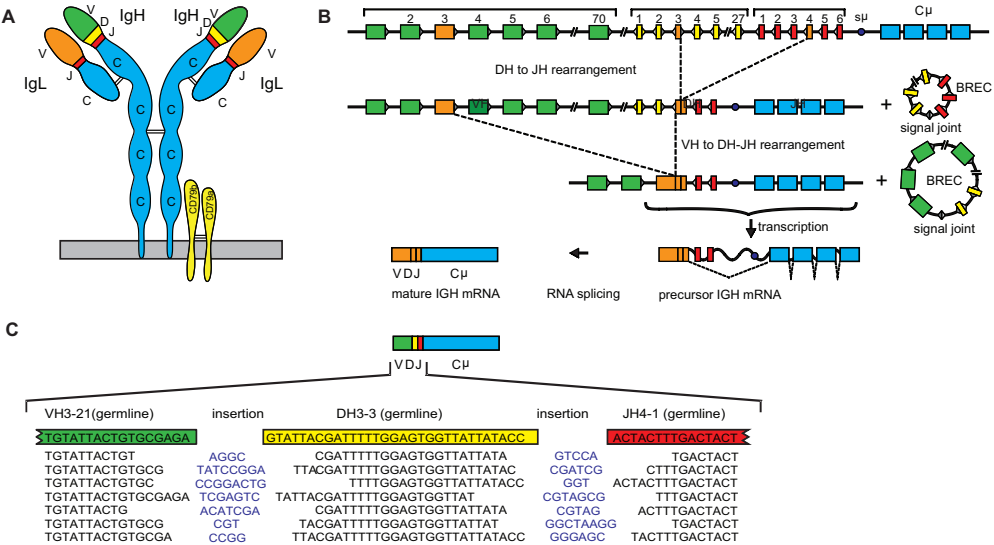 A
V
D
J
IgH
IgH
V
D
J
V
J
IgL
C
C
V
J
IgL
C
C
C
C
C
C
C
CD79b
CD79a
B
2 3 4 5 6 70 1 2 3 5 6 27 1 2 3 4 5 6 sμ Cμ
DH to JH rearrangement
VH DH JH + BREC
signal joint
VH to DH-JH rearrangement
+ BREC
signal joint
transcription
V D J Cμ
mature IGH mRNA
RNA splicing
precursor IGH mRNA
C
V D J Cμ
VH3-21(germline) insertion DH3-3 (germline) insertion JH4-1 (germline)
TGTATTACTGTGCGAGA GTATTACGATTTTTGGAGTGGTTATTATACC ACTACTTTGACTACT
TGTATTACTGT AGGC CGATTTTTGGAGTGGTTATTATA GTCCA TGACTACT
TGTATTACTGTGCG TATCCGGA TTACGATTTTTGGAGTGGTTATTATAC CGATCG CTTTGACTACT
TGTATTACTGTGC CCGGACTG TTTTGGAGTGGTTATTATACC GGT ACTACTTTGACTACT
TGTATTACTGTGCGAGA TCGAGTC TATTACGATTTTTGGAGTGGTTAT CGTAGCG TTTGACTACT
TGTATTACTG ACATCGA CGATTTTTGGAGTGGTTATTATA CGTAG ACTTTGACTACT
TGTATTACTGTGCG CGT TACGATTTTTGGAGTGGTTATTAT GGCTAAGG TGACTACT
TGTATTACTGTGCGA CCGG TTACGATTTTTGGAGTGGTTATTATACC GGGAGC TACTTTGACTACT